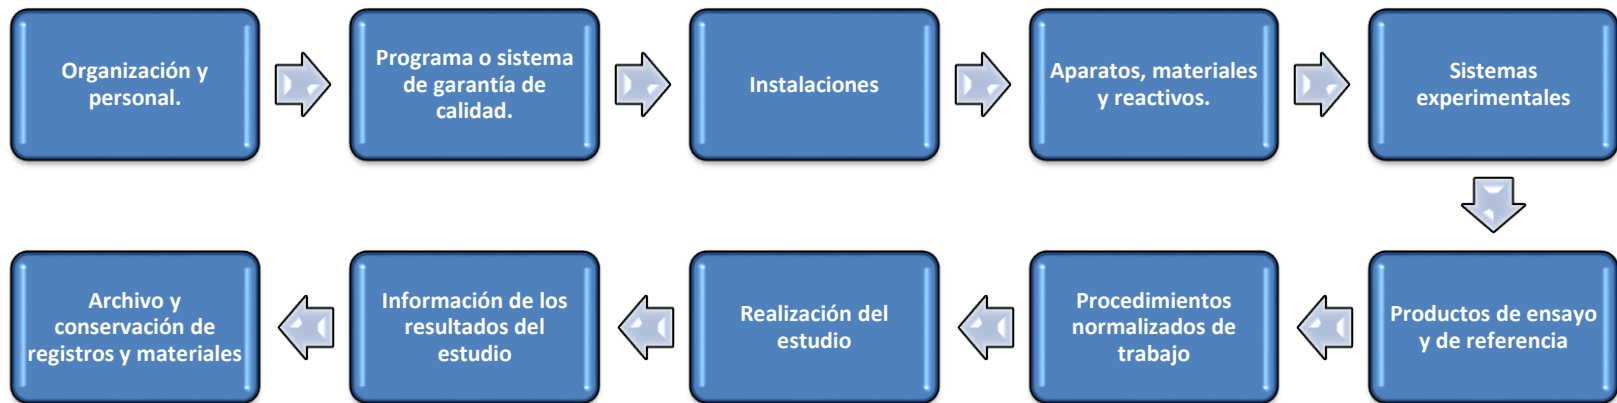 Organización y
personal.
Programa o sistema
de garantía de
calidad.
Instalaciones
Aparatos, materiales
y reactivos.
Sistemas
experimentales
Productos de ensayo
y de referencia
Procedimientos
normalizados de
trabajo
Realización del
estudio
Información de los
resultados del
estudio
Archivo y
conservación de
registros y materiales